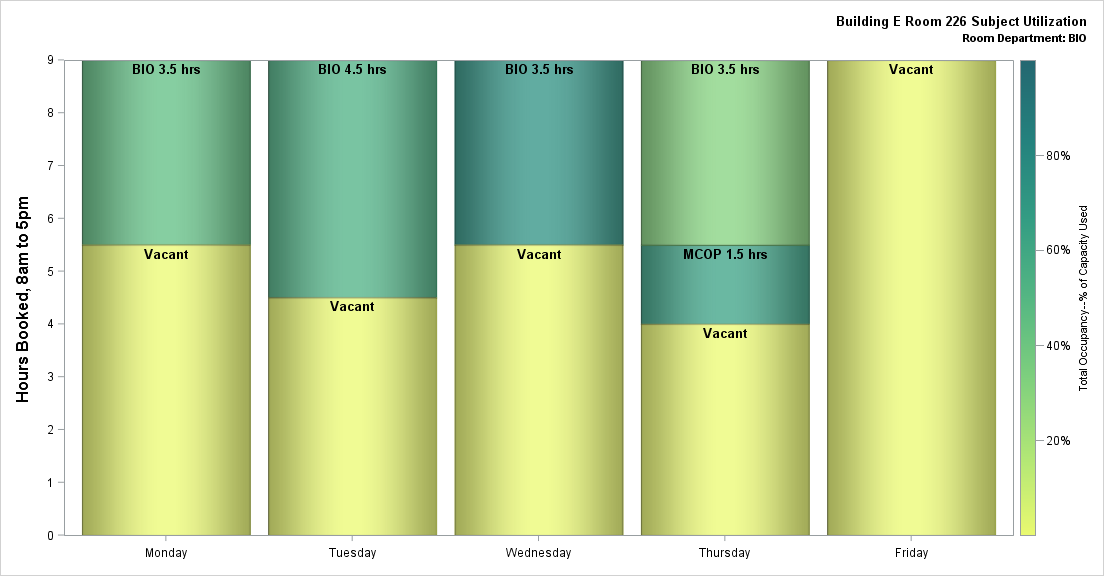 Building E Room 226 Subject Utilization
Room Department: BIO
Hours Booked, 8am to 5pm
9
8
7
6
5
4
3
2
1
0
BIO 3.5 hrs
Vacant
BIO 4.5 hrs
Vacant
BIO 3.5 hrs
Vacant
BIO 3.5 hrs
MCOP 1.5 hrs
Vacant
Vacant
Monday
Tuesday
Wednesday
Thursday
Friday
80%
60%
40%
20%
Total Occupancy--% of Capacity Used